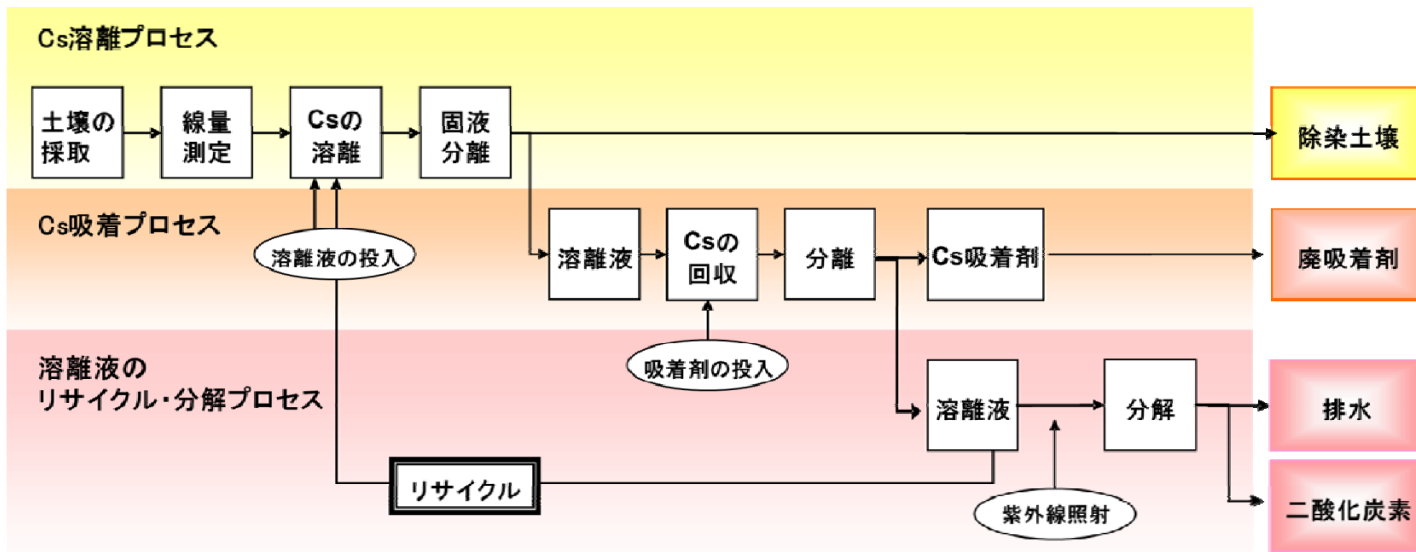 Cs溶離プロセス
土壌の
採取
線量
測定
Csの
溶離
固液
分離
除染土壌
Cs吸着プロセス
溶離液の投入
溶離液
Csの
回収
分離
Cs吸着剤
廃吸着剤
溶離液の
リサイクル・分解プロセス
吸着剤の投入
溶離液
分解
排水
リサイクル
紫外線照射
二酸化炭素